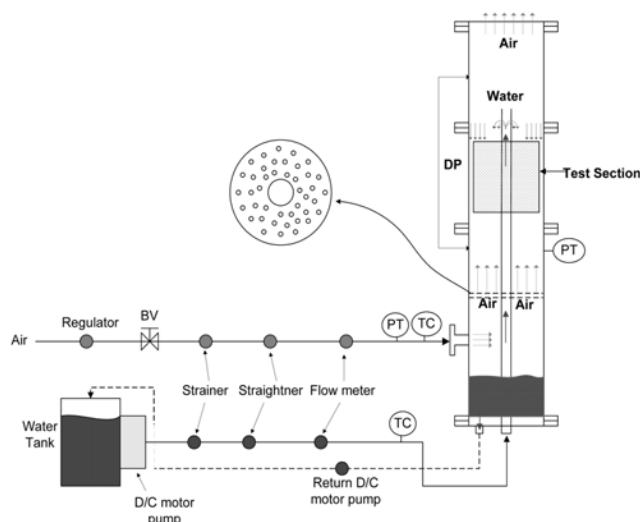 Air
Water
DP
Test Section
PT
Air
Air
Regulator
BV
Air
PT
TC
Strainer
Straightner
Flow meter
Water
Tank
TC
D/C motor
pump
Return D/C
motor pump